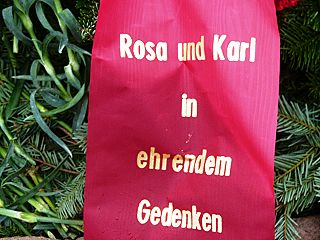 Rosa und Karl
in
ehrendem
Gedenken